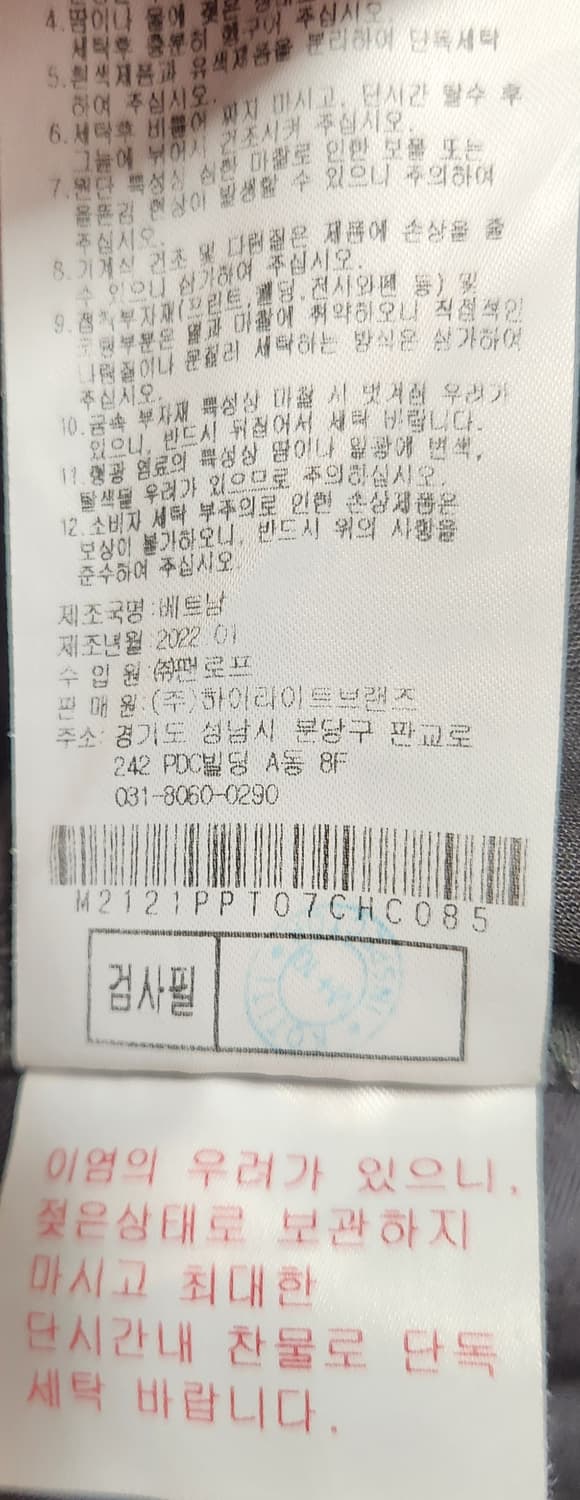 4.땀이나 물에 젖은 상태
세탁후 충분히 헹구어 주십시오.
5.흰색제품과 유색제품을 분리하여 단독세탁
하여 주십시오.
6.세탁후 비틀어 짜지 마시고, 단시간 탈수 후
그늘에 뉘어서 건조시켜 주십시오.
7.원단 특성상 심한 마찰로 인한 보풀 또는
올뜯김 현상이 발생할 수 있으니 주의하여
주십시오.
8.기계식 건조 및 다림질은 제품에 손상을 줄
수 있으니 삼가하여 주십시오.
9.접착부자재(프린트,웰딩,전사와펜 등) 및
부분은 열과 마찰에 취약하오니 직접적인
다림질이나 문질러 세탁하는 방식은 삼가하여
주십시오.
10.금속 부자재 특성상 마찰 시 벗겨질 우려가
있으니, 반드시 뒤집어서 세탁 바랍니다.
11.형광 염료의 특성상 땀이나 일광에 변색,
탈색될 우려가 있으므로 주의하십시오.
12.소비자 세탁 부주의로 인한 손상제품은
보상이 불가하오니, 반드시 위의 사항을
준수하여 주십시오.
제조국명:베트남
제조년월:2022.01
수 입 원:㈜팬로프
판 매 원:(주)하이라이트브랜즈
주소: 경기도 성남시 분당구 판교로
242 PDC빌딩 A동 8F
031-8060-0290
M2121PPT07CHC085
검사필
이염의 우려가 있으니,
젖은상태로 보관하지
마시고 최대한
단시간내 찬물로 단독
세탁 바랍니다.